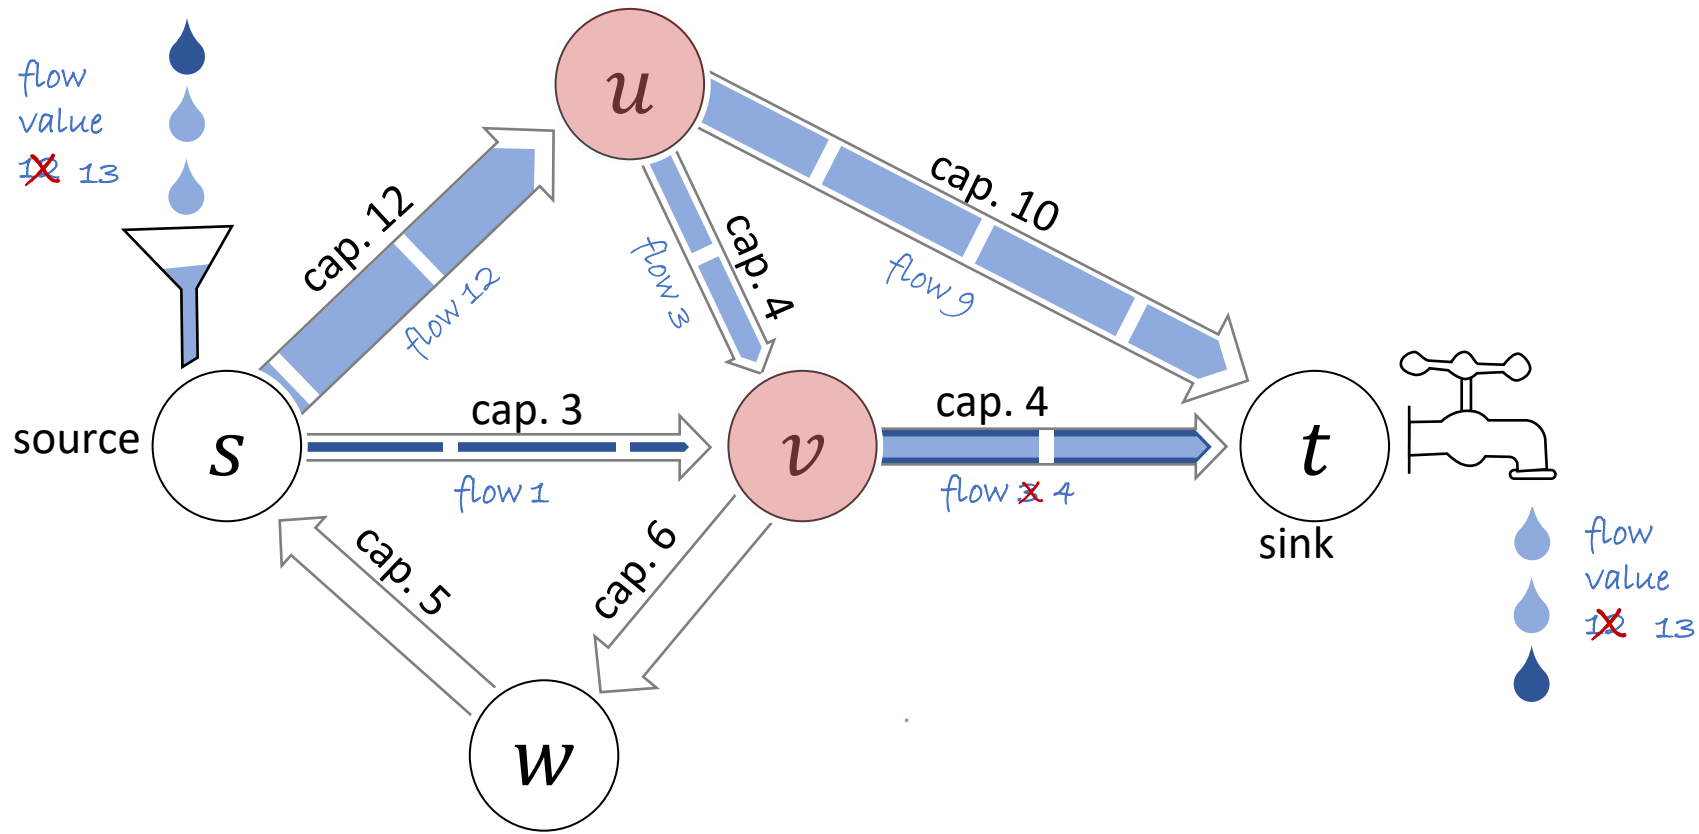 flow
value
12 13
u
cap. 12
flow 12
cap. 4
flow 3
cap. 10
flow 9
source
s
cap. 3
flow 1
v
cap. 4
flow 3 4
t
sink
cap. 5
cap. 6
w
flow
value
12 13